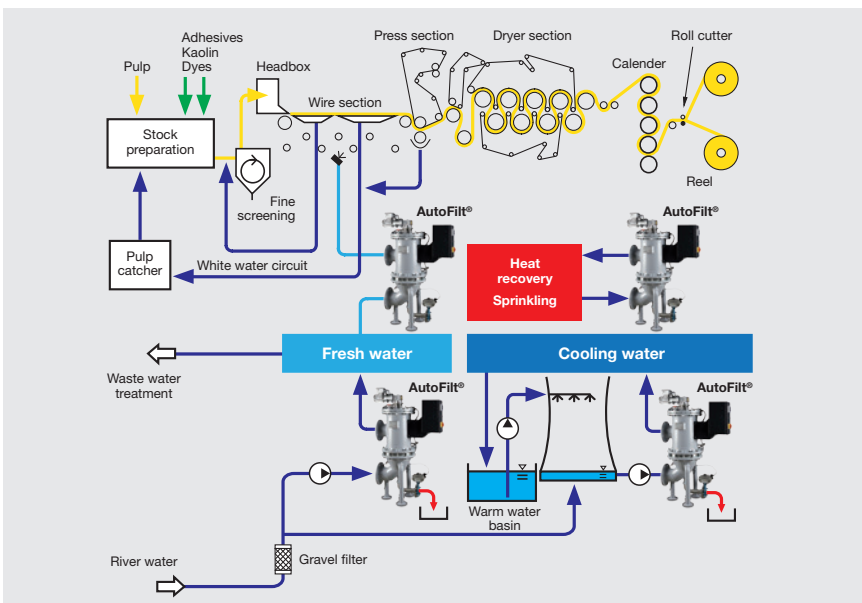 Press section
Dryer section
Roll cutter
Adhesives
Kaolin
Dyes
Pulp
Headbox
Calender
Wire section
Stock
preparation
Fine
screening
Reel
AutoFilt®
AutoFilt®
Pulp
catcher
White water circuit
Heat
recovery
Sprinkling
Fresh water
Cooling water
Waste water
treatment
AutoFilt®
AutoFilt®
Warm water
basin
Gravel filter
River water